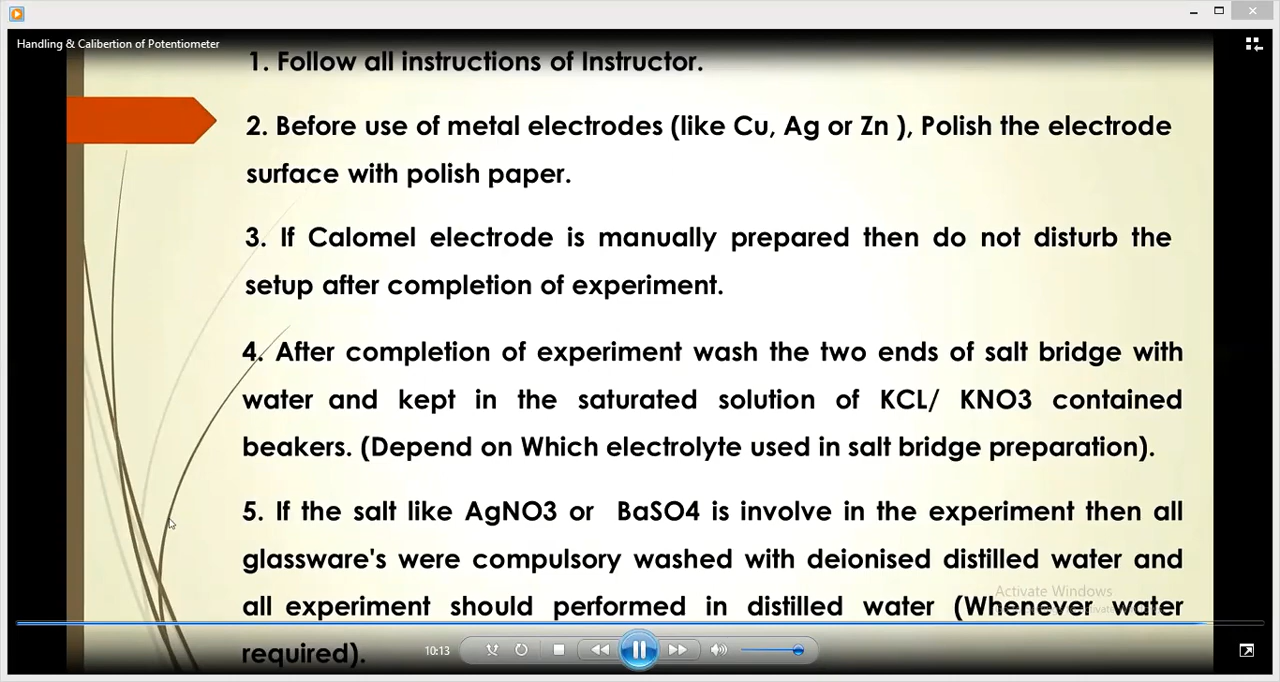 Handling & Calibertion of Potentiometer
1. Follow all instructions of Instructor.
2. Before use of metal electrodes (like Cu, Ag or Zn ), Polish the electrode
surface with polish paper.
3. If Calomel electrode is manually prepared then do not disturb the
setup after completion of experiment.
4. After completion of experiment wash the two ends of salt bridge with
water and kept in the saturated solution of KCL/ KNO3 contained
beakers. (Depend on Which electrolyte used in salt bridge preparation).
5. If the salt like AgNO3 or BaSO4 is involve in the experiment then all
glassware's were compulsory washed with deionised distilled water and
Activate Windows
all experiment should performed in distilled water (Whenever water
required).
10:13